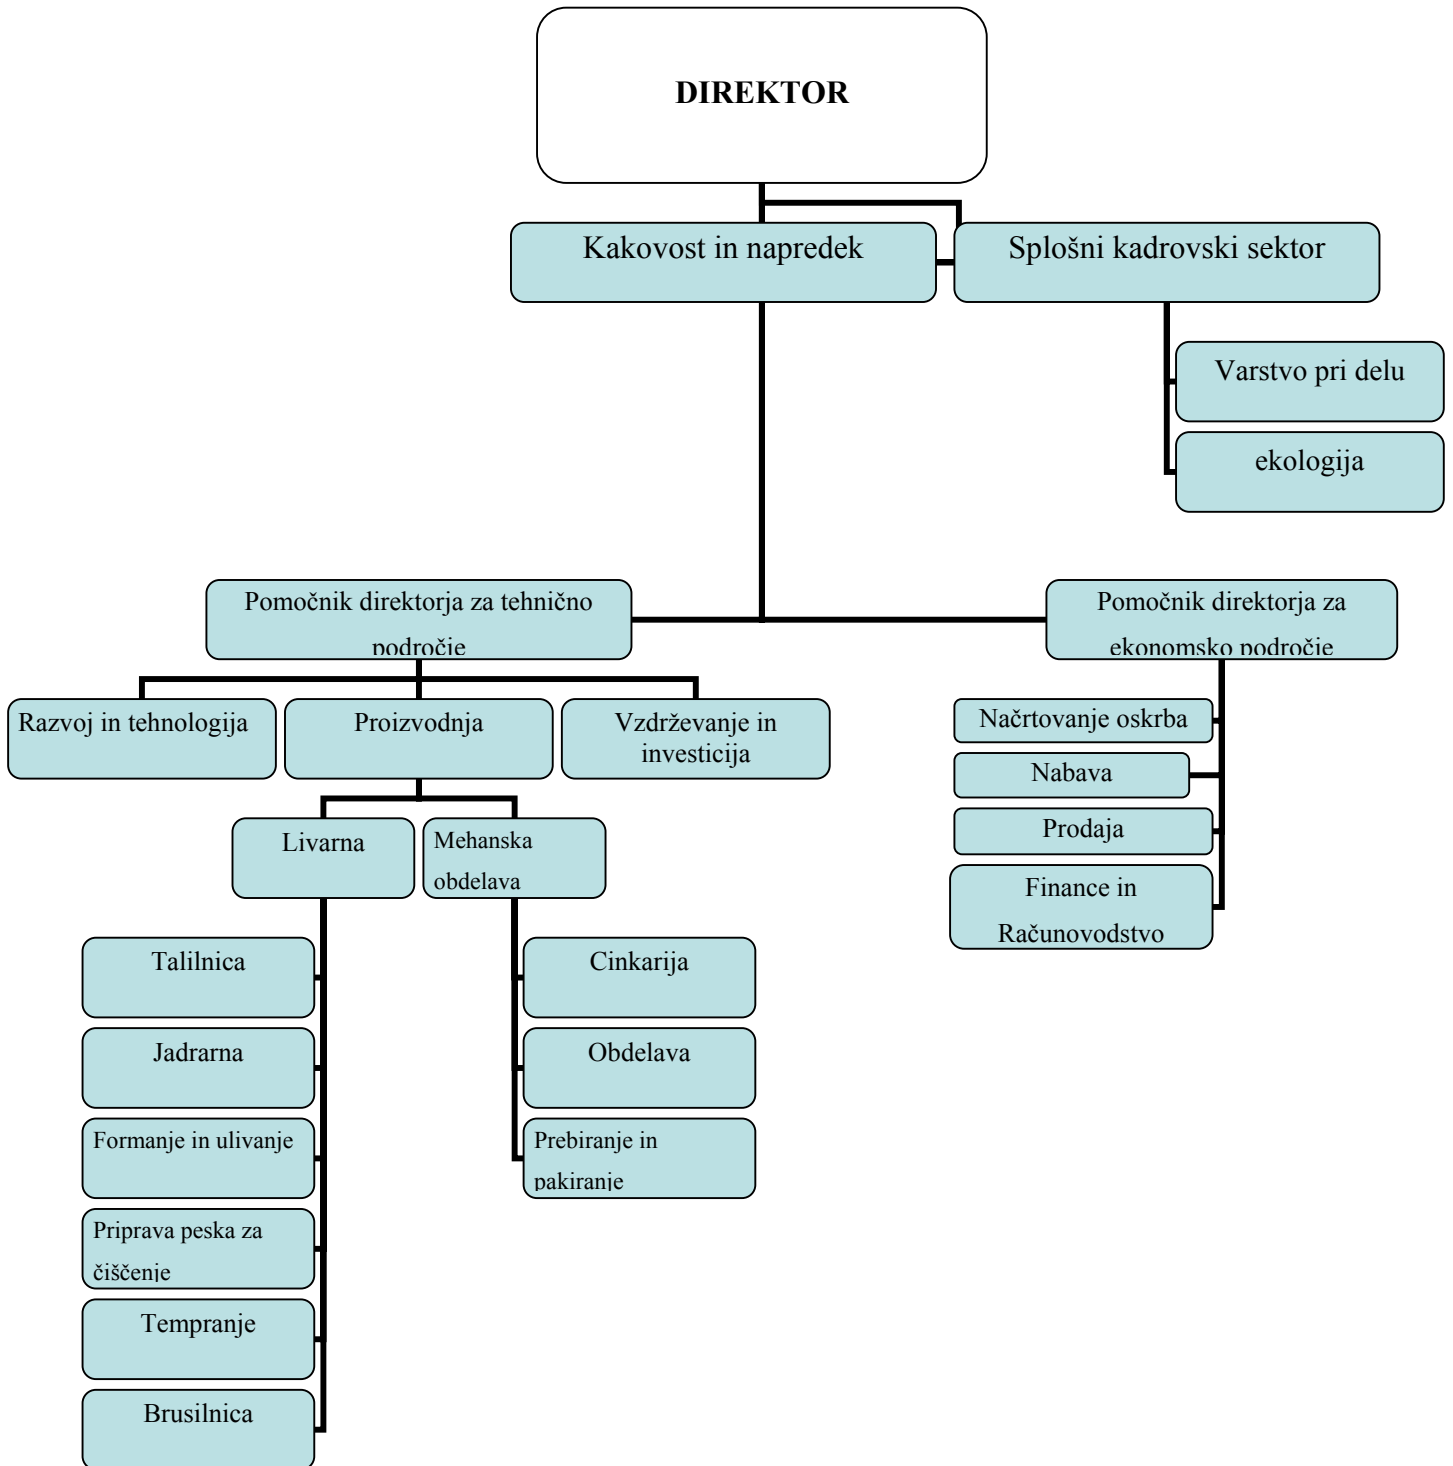 DIREKTOR
Kakovost in napredek
Splošni kadrovski sektor
Varstvo pri delu
ekologija
Pomočnik direktorja za tehnično
področje
Pomočnik direktorja za
ekonomsko področje
Razvoj in tehnologija
Proizvodnja
Vzdrževanje in
investicija
Načrtovanje oskrba
Nabava
Prodaja
Finance in
Računovodstvo
Livarna
Mehanska
obdelava
Talilnica
Jadrarna
Formanje in ulivanje
Priprava peska za
čiščenje
Tempranje
Brusilnica
Cinkarija
Obdelava
Prebiranje in
pakiranje